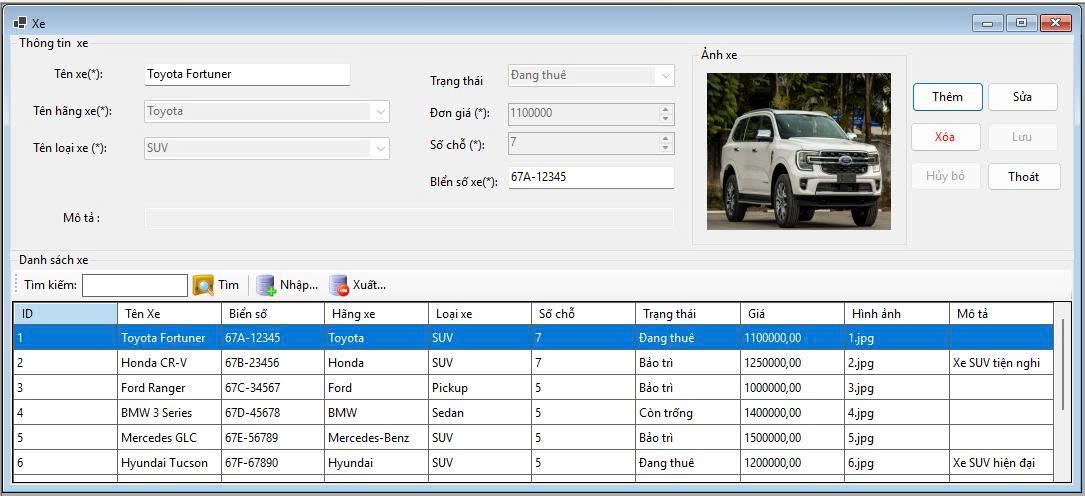 Xe
Thông tin xe
Tên xe(*): Toyota Fortuner
Tên hãng xe(*): Toyota
Tên loại xe (*): SUV
Mô tả :
Trạng thái Đang thuê
Đơn giá (*): 1100000
Số chỗ (*): 7
Biển số xe(*): 67A-12345
Ảnh xe
Thêm Sửa
Xóa Lưu
Hủy bỏ Thoát
Danh sách xe
Tìm kiếm: Tìm Nhập... Xuất...
ID Tên Xe Biển số Hãng xe Loại xe Số chỗ Trạng thái Giá Hình ảnh Mô tả
1 Toyota Fortuner 67A-12345 Toyota SUV 7 Đang thuê 1100000,00 1.jpg
2 Honda CR-V 67B-23456 Honda SUV 7 Bảo trì 1250000,00 2.jpg Xe SUV tiện nghi
3 Ford Ranger 67C-34567 Ford Pickup 5 Bảo trì 1000000,00 3.jpg
4 BMW 3 Series 67D-45678 BMW Sedan 5 Còn trống 1400000,00 4.jpg
5 Mercedes GLC 67E-56789 Mercedes-Benz SUV 5 Bảo trì 1500000,00 5.jpg
6 Hyundai Tucson 67F-67890 Hyundai SUV 5 Đang thuê 1200000,00 6.jpg Xe SUV hiện đại